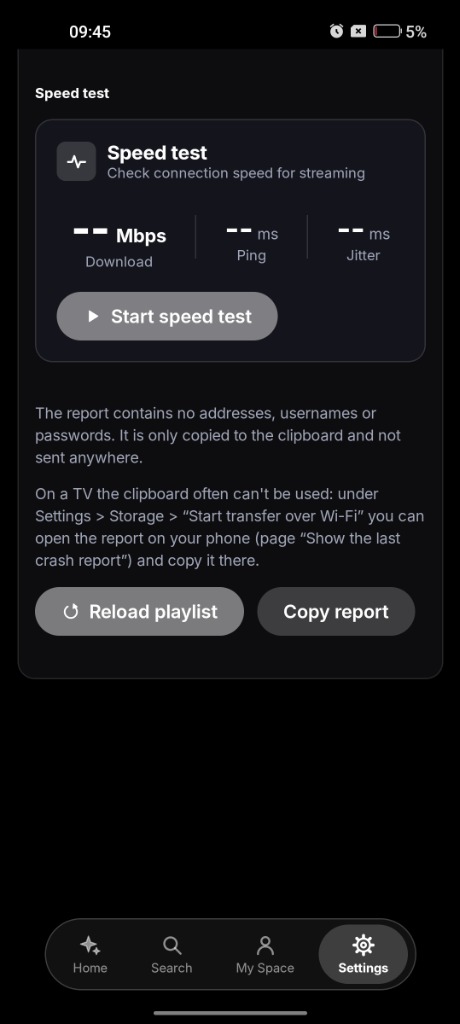 09:45
5%
Speed test
Speed test
Check connection speed for streaming
-- Mbps
Download
-- ms
Ping
-- ms
Jitter
Start speed test
The report contains no addresses, usernames or
passwords. It is only copied to the clipboard and not
sent anywhere.
On a TV the clipboard often can't be used: under
Settings > Storage > “Start transfer over Wi-Fi” you can
open the report on your phone (page “Show the last
crash report”) and copy it there.
Reload playlist
Copy report
Home
Search
My Space
Settings